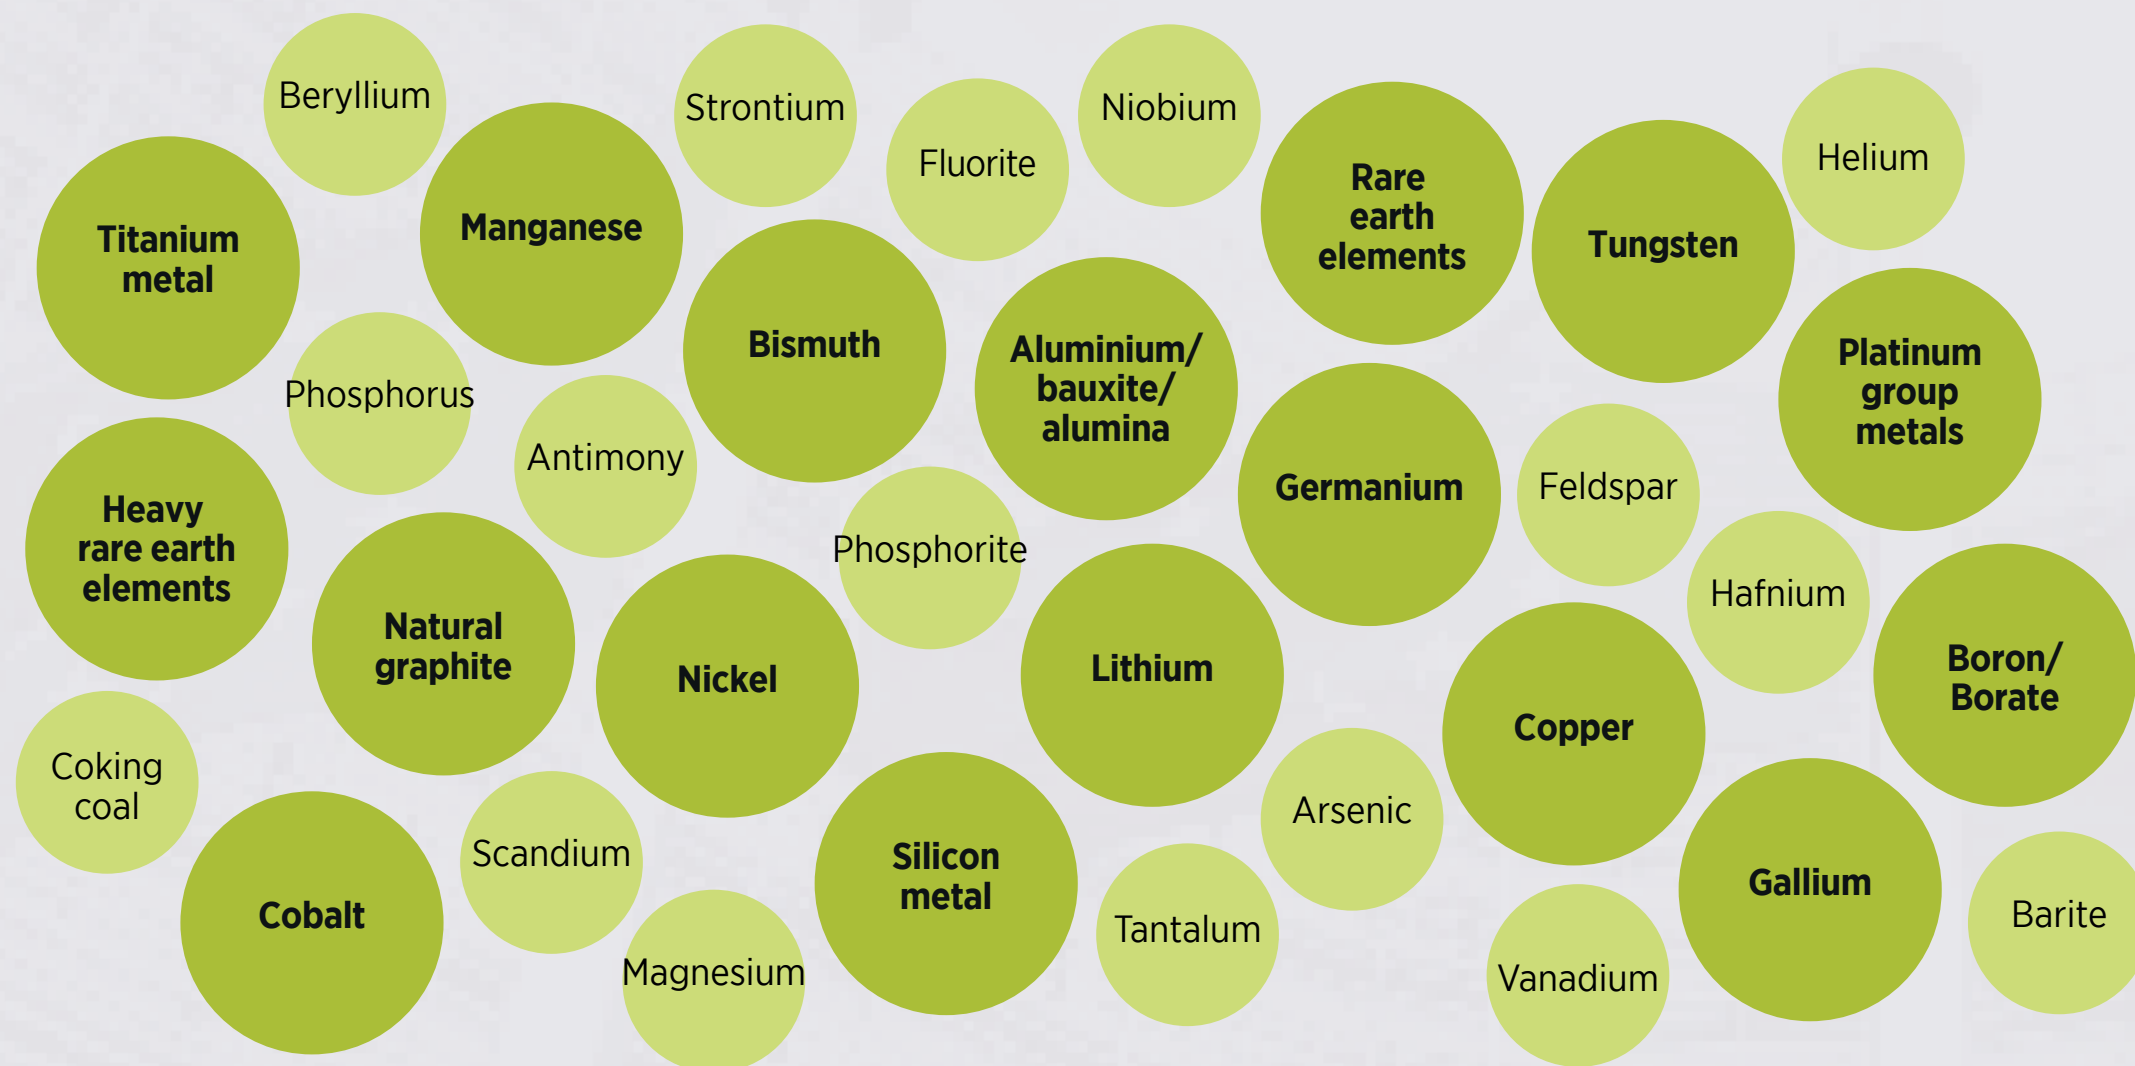 Beryllium
Strontium
Niobium
Fluorite
Helium
Rare
earth
elements
Titanium
metal
Manganese
Tungsten
Bismuth
Aluminium/
bauxite/
alumina
Platinum
group
metals
Phosphorus
Antimony
Germanium
Feldspar
Heavy
rare earth
elements
Phosphorite
Hafnium
Natural
graphite
Nickel
Lithium
Boron/
Borate
Copper
Coking
coal
Arsenic
Scandium
Silicon
metal
Gallium
Cobalt
Tantalum
Barite
Magnesium
Vanadium